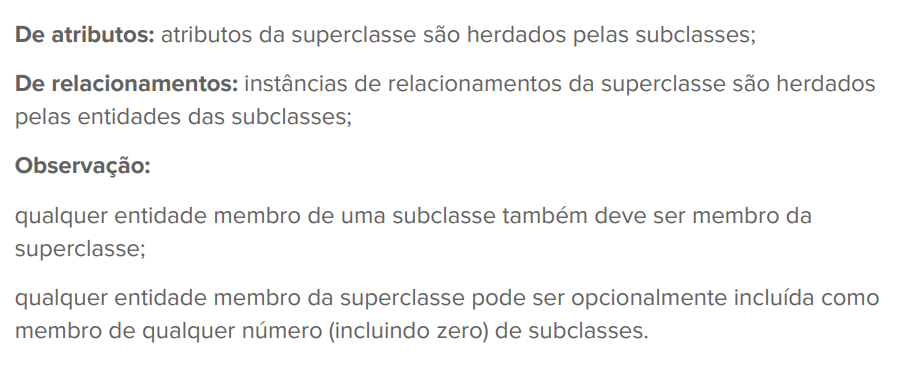 De atributos: atributos da superclasse são herdados pelas subclasses;
De relacionamentos: instâncias de relacionamentos da superclasse são herdados
pelas entidades das subclasses;
Observação:
qualquer entidade membro de uma subclasse também deve ser membro da
superclasse;
qualquer entidade membro da superclasse pode ser opcionalmente incluída como
membro de qualquer número (incluindo zero) de subclasses.